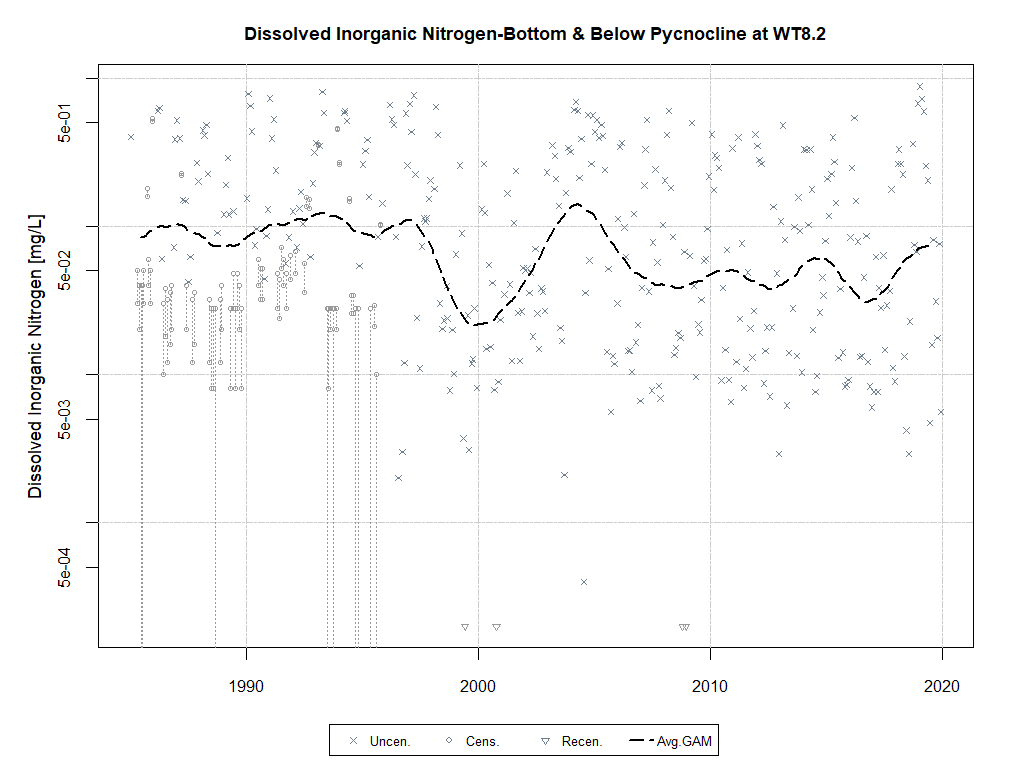 Dissolved Inorganic Nitrogen-Bottom & Below Pycnocline at WT8.2
Dissolved Inorganic Nitrogen [mg/L]
5e-01
5e-02
5e-03
5e-04
1990 2000 2010 2020
Uncen. Cens. Recen. Avg.GAM